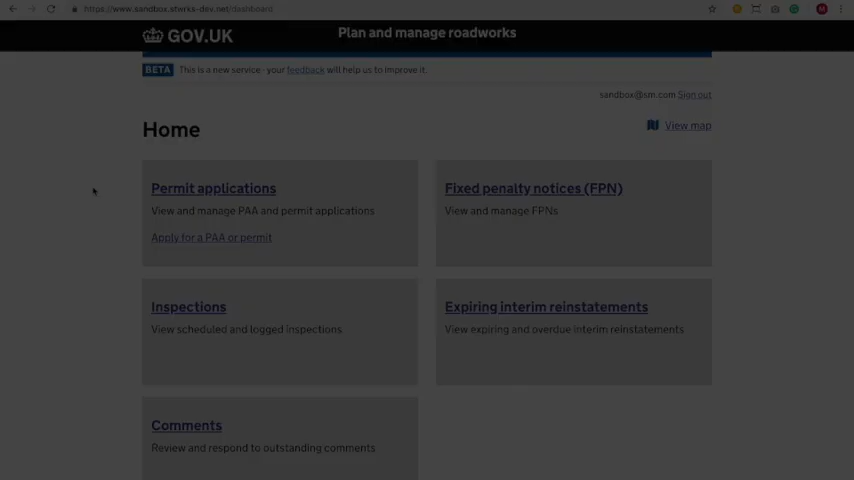 https://www.sandbox.stwrks-dev.net/dashboard
GOV.UK
Plan and manage roadworks
BETA This is a new service - your feedback will help us to improve it.
sandbox@sm.com Sign out
Home
View map
Permit applications
View and manage PAA and permit applications
Apply for a PAA or permit
Fixed penalty notices (FPN)
View and manage FPNs
Inspections
View scheduled and logged inspections
Expiring interim reinstatements
View expiring and overdue interim reinstatements
Comments
Review and respond to outstanding comments